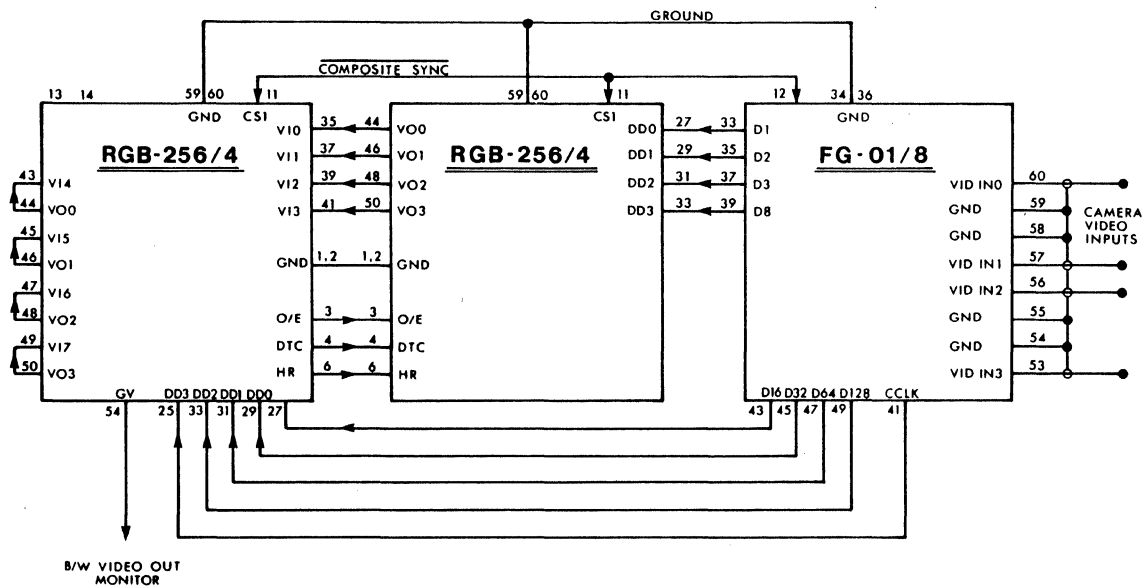 GROUND
COMPOSITE SYNC
13 14 59 60 11
59 60 11
12 34 36
GND CS1
CS1
GND
RGB-256/4
RGB-256/4
FG-01/8
VI0 35 44 VO0
VI1 37 46 VO1
VI2 39 48 VO2
VI3 41 50 VO3
GND 1,2 1,2 GND
O/E 3 3 O/E
DTC 4 4 DTC
HR 6 6 HR
43 VI4
44 VO0
45 VI5
46 VO1
47 VI6
48 VO2
49 VI7
50 VO3
DD0 27 33 D1
DD1 29 35 D2
DD2 31 37 D3
DD3 33 39 D8
VID IN0 60
GND 59
GND 58
VID IN1 57
VID IN2 56
GND 55
GND 54
VID IN3 53
CAMERA
VIDEO
INPUTS
GV DD3 DD2 DD1 DD0
54 25 33 31 29 27
D16 D32 D64 D128 CCLK
43 45 47 49 41
B/W VIDEO OUT
MONITOR